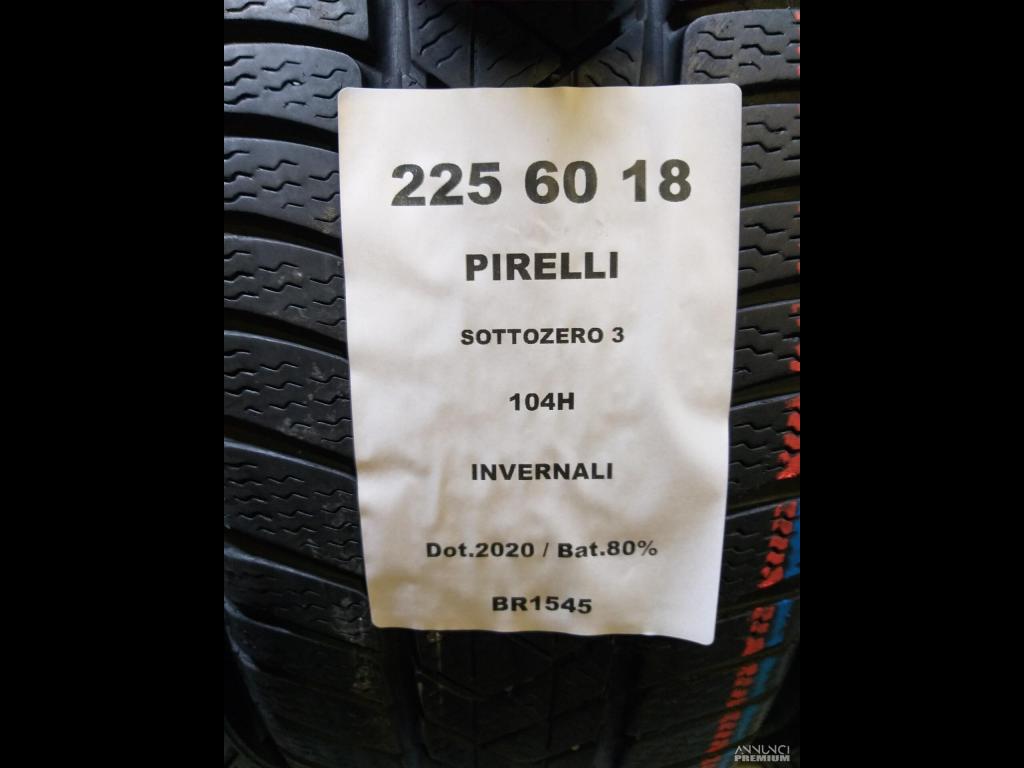 225 60 18
PIRELLI
SOTTOZERO 3
104H
INVERNALI
Dot.2020 / Bat.80%
BR1545
ANNUNCI
PREMIUM